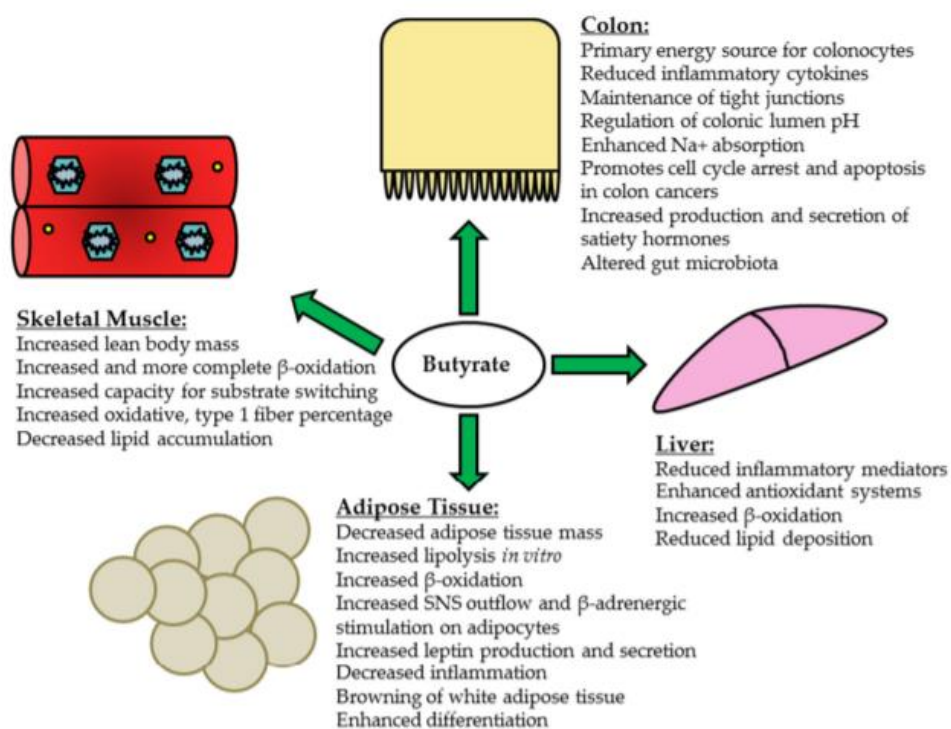 Colon:
Primary energy source for colonocytes
Reduced inflammatory cytokines
Maintenance of tight junctions
Regulation of colonic lumen pH
Enhanced Na+ absorption
Promotes cell cycle arrest and apoptosis
in colon cancers
Increased production and secretion of
satiety hormones
Altered gut microbiota
Skeletal Muscle:
Increased lean body mass
Increased and more complete β-oxidation
Increased capacity for substrate switching
Increased oxidative, type 1 fiber percentage
Decreased lipid accumulation
Butyrate
Liver:
Reduced inflammatory mediators
Enhanced antioxidant systems
Increased β-oxidation
Reduced lipid deposition
Adipose Tissue:
Decreased adipose tissue mass
Increased lipolysis in vitro
Increased β-oxidation
Increased SNS outflow and β-adrenergic
stimulation on adipocytes
Increased leptin production and secretion
Decreased inflammation
Browning of white adipose tissue
Enhanced differentiation